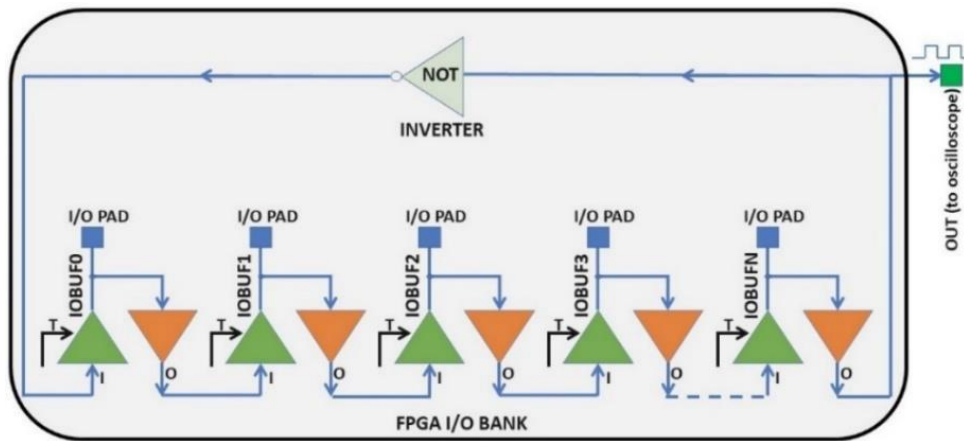 NOT
INVERTER
OUT (to oscilloscope)
I/O PAD
I/O PAD
I/O PAD
I/O PAD
I/O PAD
IOBUF0
IOBUF1
IOBUF2
IOBUF3
IOBUFN
T
T
T
T
T
I
O
I
O
I
O
I
O
I
O
FPGA I/O BANK